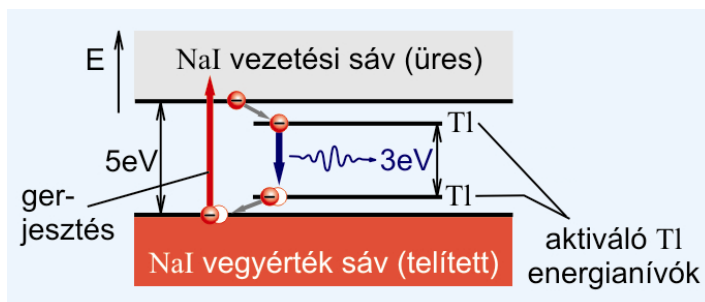 E
NaI vezetési sáv (üres)
Tl
5eV
3eV
Tl
ger-
jesztés
aktiváló Tl
energianívók
NaI vegyérték sáv (telített)